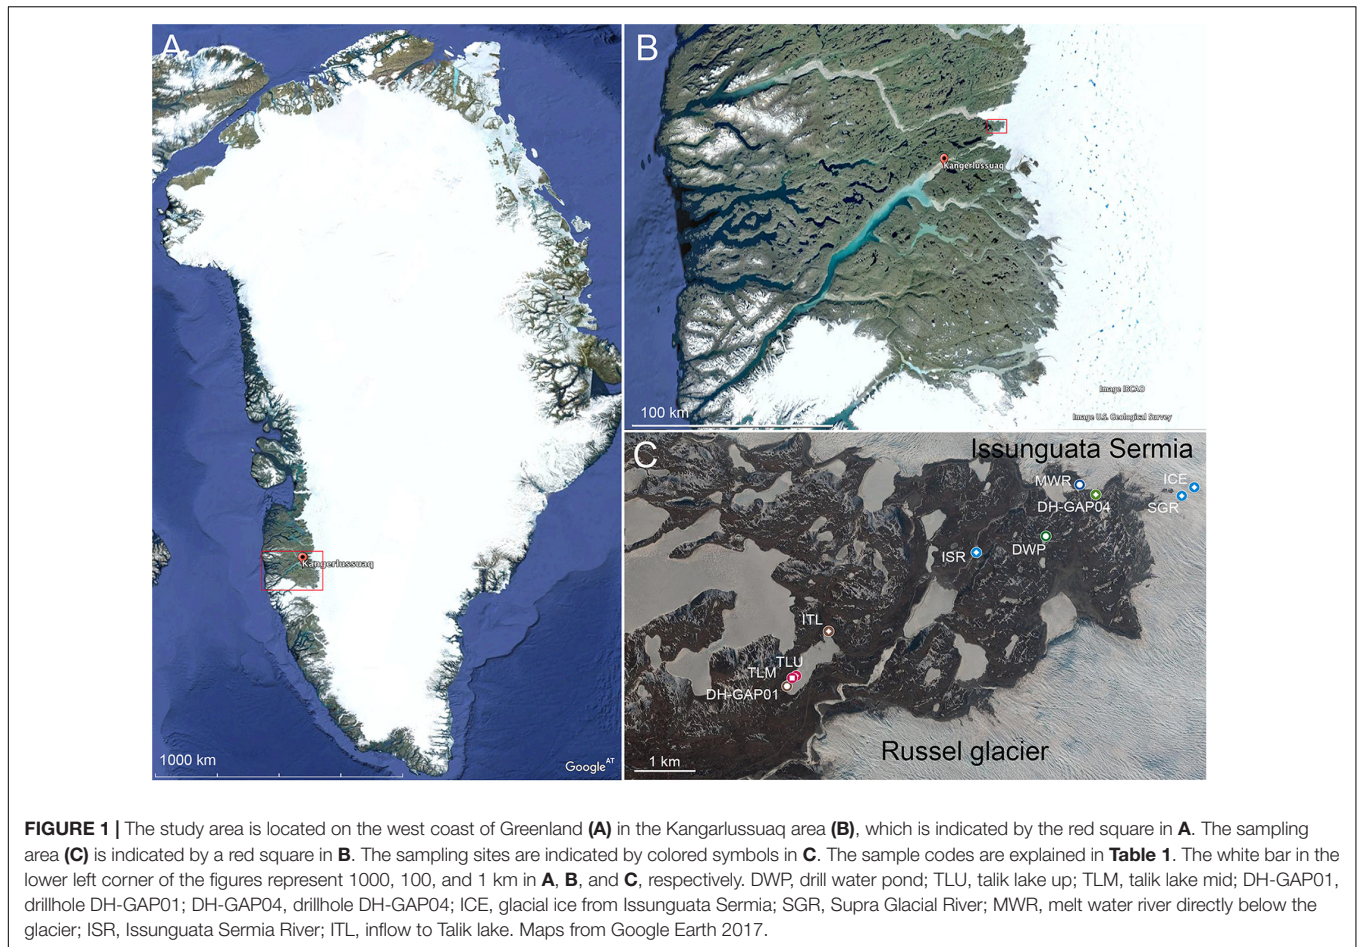 A
Kangerlussuaq
1000 km
Google AT
B
Kangerlussuaq
Image IBCAO
Image U.S. Geological Survey
100 km
C
Issunguata Sermia
MWR
ICE
DH-GAP04
SGR
DWP
ISR
ITL
TLU
TLM
DH-GAP01
Russel glacier
1 km
FIGURE 1 | The study area is located on the west coast of Greenland (A) in the Kangarlussuaq area (B), which is indicated by the red square in A. The sampling
area (C) is indicated by a red square in B. The sampling sites are indicated by colored symbols in C. The sample codes are explained in Table 1. The white bar in the
lower left corner of the figures represent 1000, 100, and 1 km in A, B, and C, respectively. DWP, drill water pond; TLU, talik lake up; TLM, talik lake mid; DH-GAP01,
drillhole DH-GAP01; DH-GAP04, drillhole DH-GAP04; ICE, glacial ice from Issunguata Sermia; SGR, Supra Glacial River; MWR, melt water river directly below the
glacier; ISR, Issunguata Sermia River; ITL, inflow to Talik lake. Maps from Google Earth 2017.